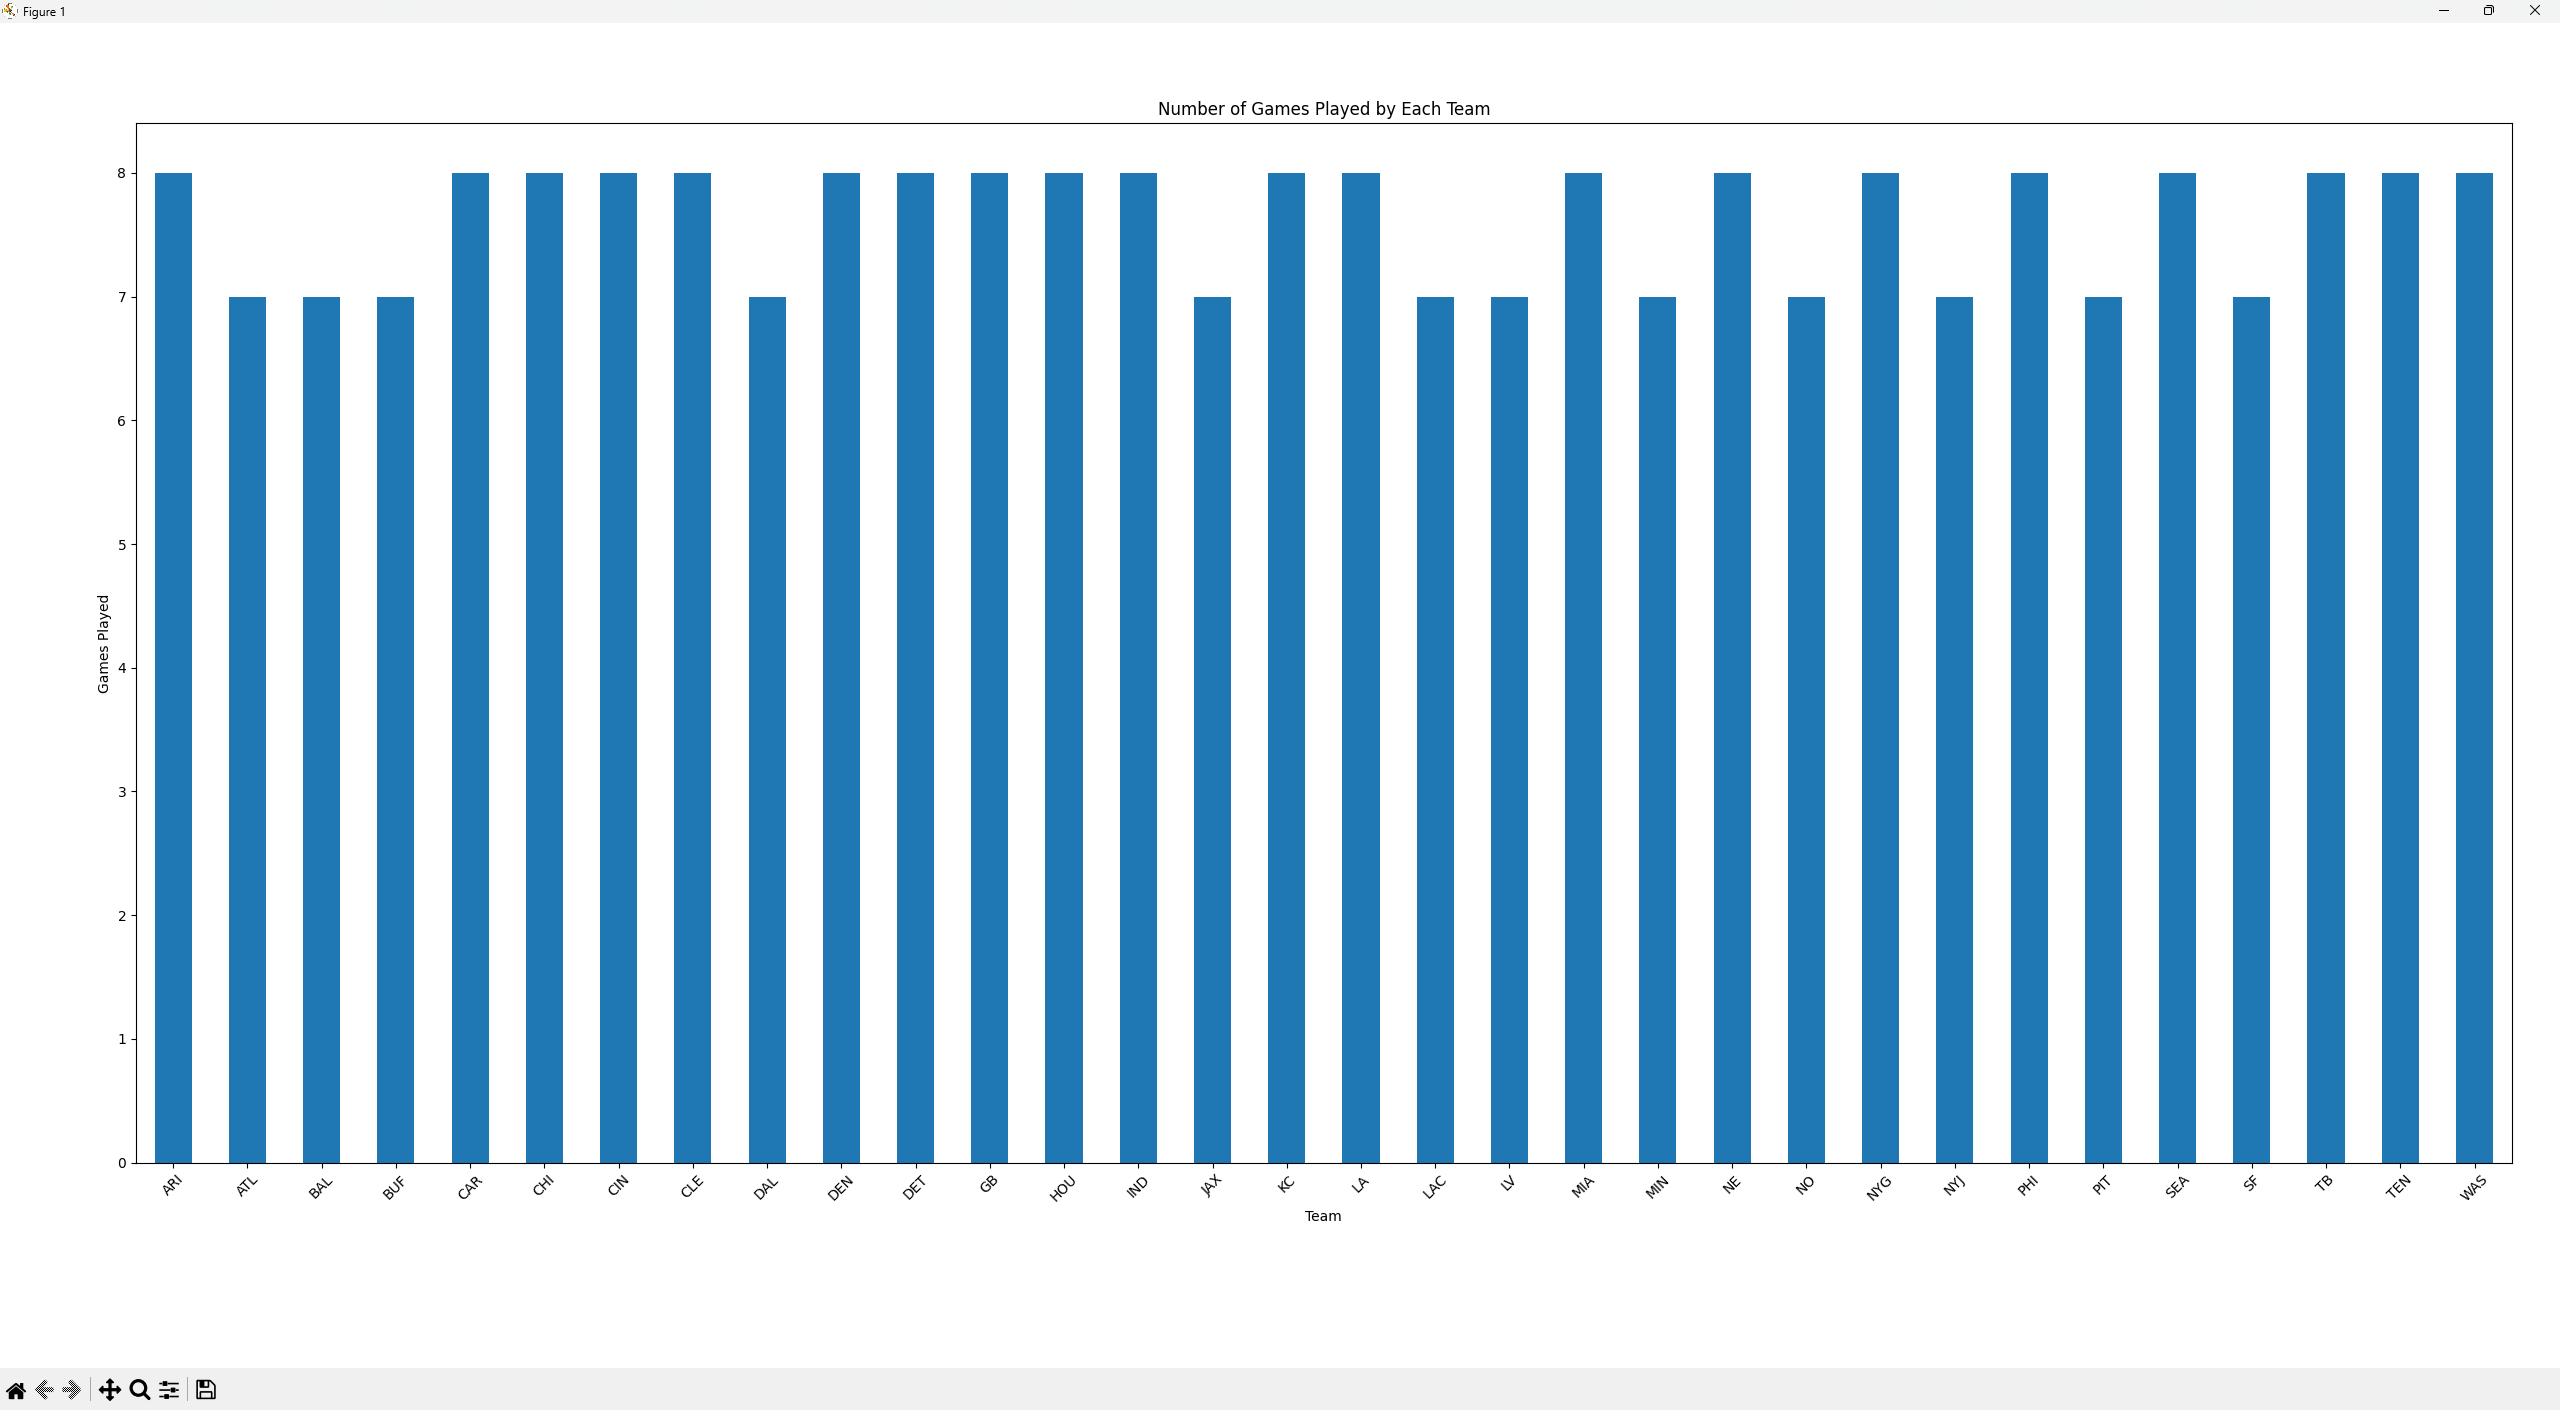 Figure 1
Number of Games Played by Each Team
8
7
6
5
4
3
2
1
0
Games Played
ARI ATL BAL BUF CAR CHI CIN CLE DAL DEN DET GB HOU IND JAX KC LA LAC LV MIA MIN NE NO NYG NYJ PHI PIT SEA SF TB TEN WAS
Team